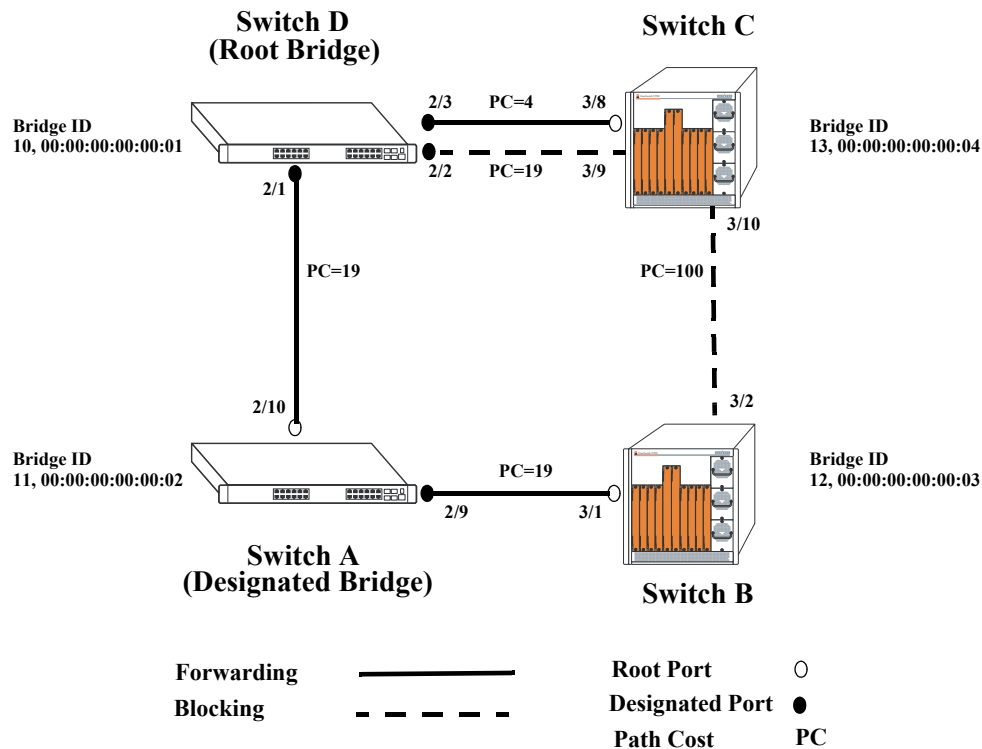 Switch D
(Root Bridge)
Switch C
Bridge ID
10, 00:00:00:00:00:01
2/3
PC=4
3/8
Bridge ID
13, 00:00:00:00:00:04
2/2
PC=19
3/9
2/1
3/10
PC=19
PC=100
2/10
3/2
Bridge ID
11, 00:00:00:00:00:02
PC=19
Bridge ID
12, 00:00:00:00:00:03
2/9
3/1
Switch A
(Designated Bridge)
Switch B
Forwarding
Root Port
Blocking
Designated Port
Path Cost
PC